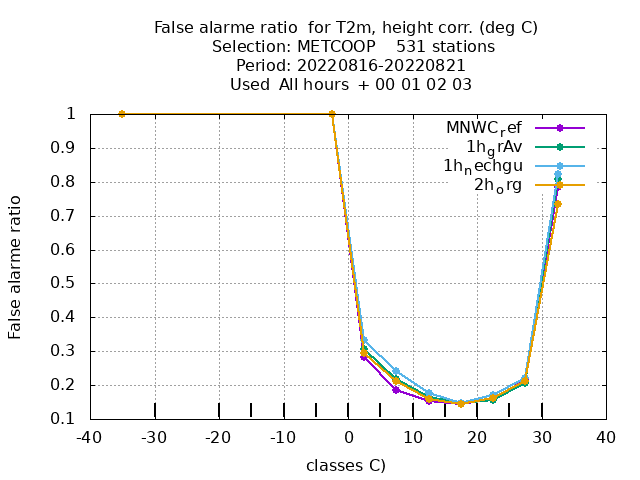 False alarme ratio  for T2m, height corr. (deg C)
Selection: METCOOP    531 stations
Period: 20220816-20220821
Used  All hours  + 00 01 02 03
MNWC_ref
1h_grAv
1h_nechgu
2h_org
False alarme ratio
1
0.9
0.8
0.7
0.6
0.5
0.4
0.3
0.2
0.1
-40 -30 -20 -10 0 10 20 30 40
classes C)